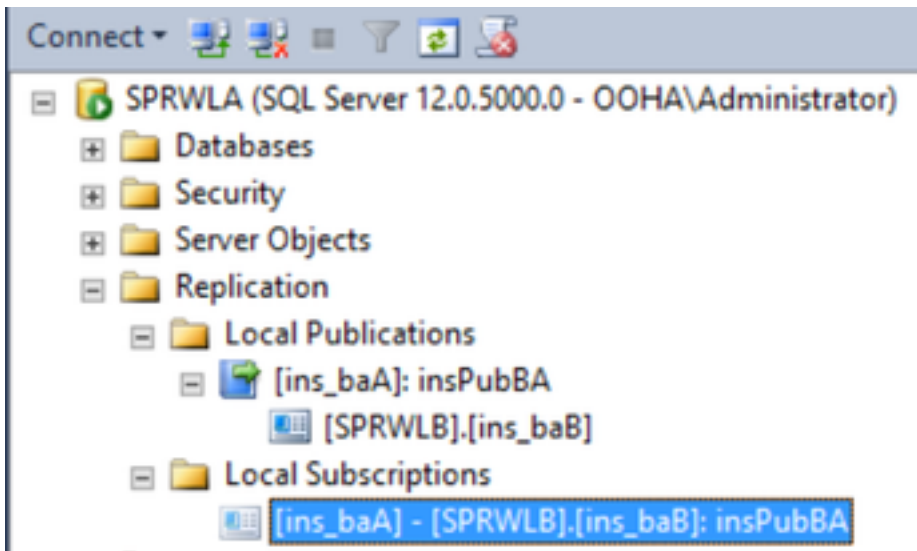 Connect
SPRWLA (SQL Server 12.0.5000.0 - OOHA\Administrator)
Databases
Security
Server Objects
Replication
Local Publications
[ins_baA]: insPubBA
[SPRWLB].[ins_baB]
Local Subscriptions
[ins_baA] - [SPRWLB].[ins_baB]: insPubBA